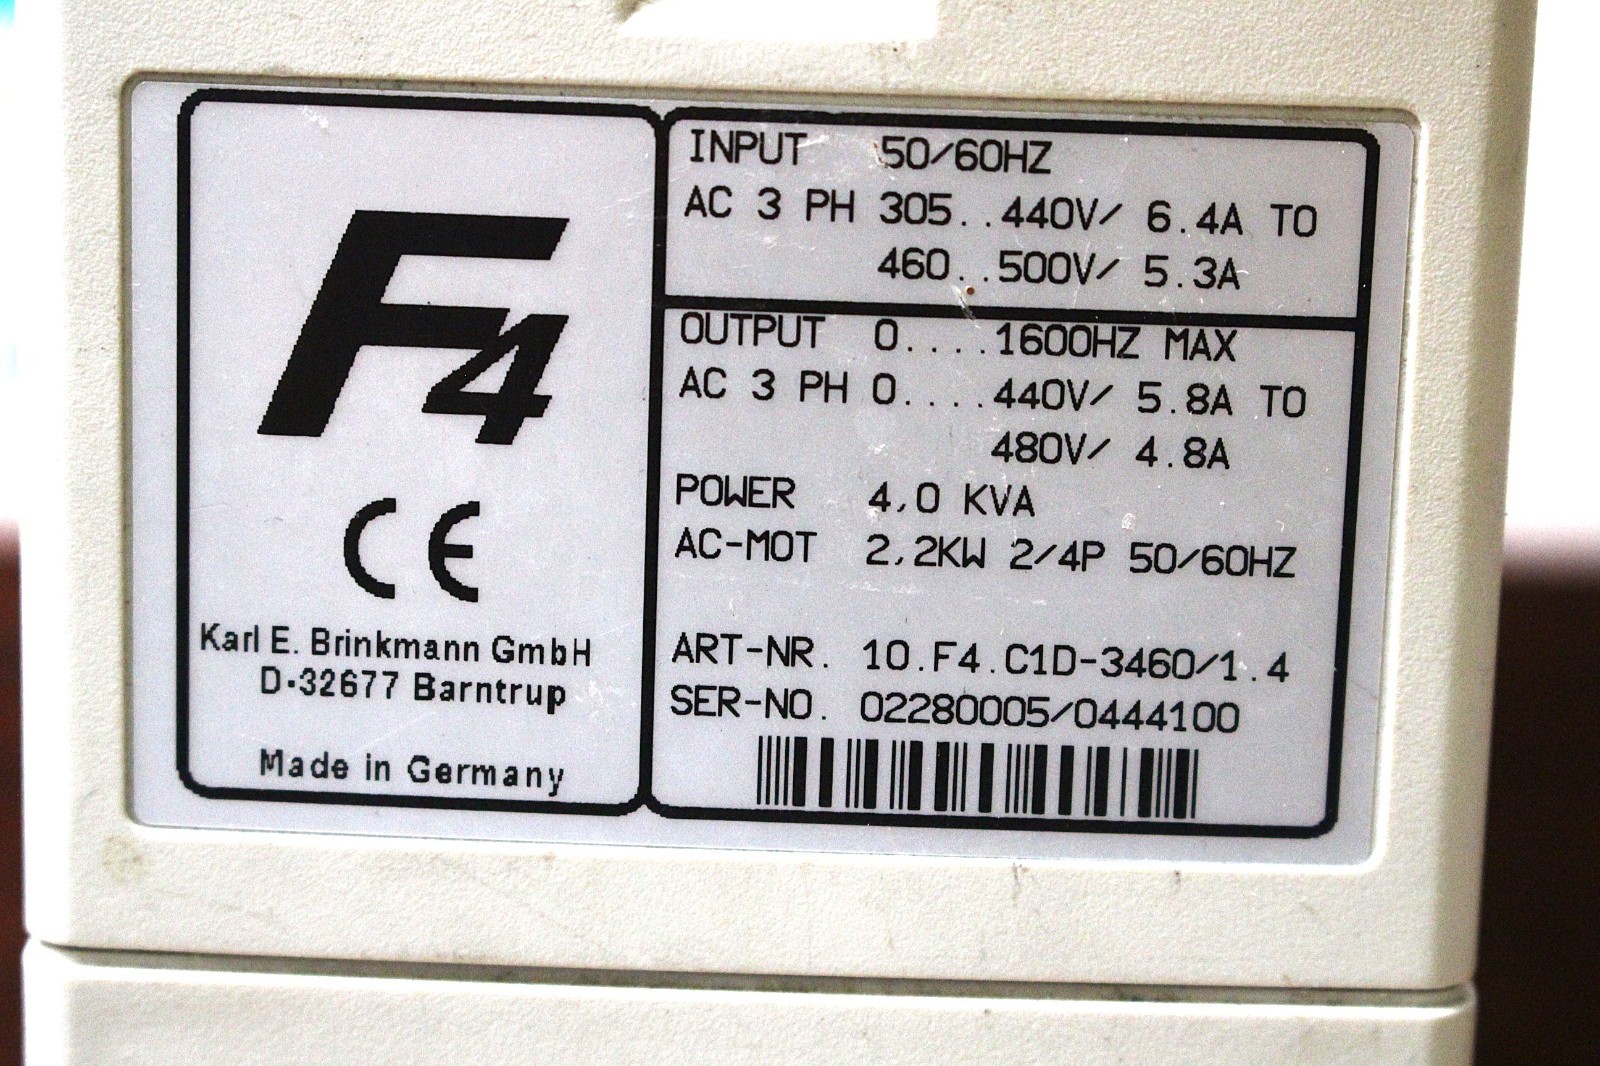 F4
CE
Karl E. Brinkmann GmbH
D-32677 Barntrup
Made in Germany
INPUT 50/60HZ
AC 3 PH 305..440V/ 6.4A TO
460..500V/ 5.3A
OUTPUT 0....1600HZ MAX
AC 3 PH 0....440V/ 5.8A TO
480V/ 4.8A
POWER 4,0 KVA
AC-MOT 2,2KW 2/4P 50/60HZ
ART-NR. 10.F4.C1D-3460/1.4
SER-NO. 02280005/0444100